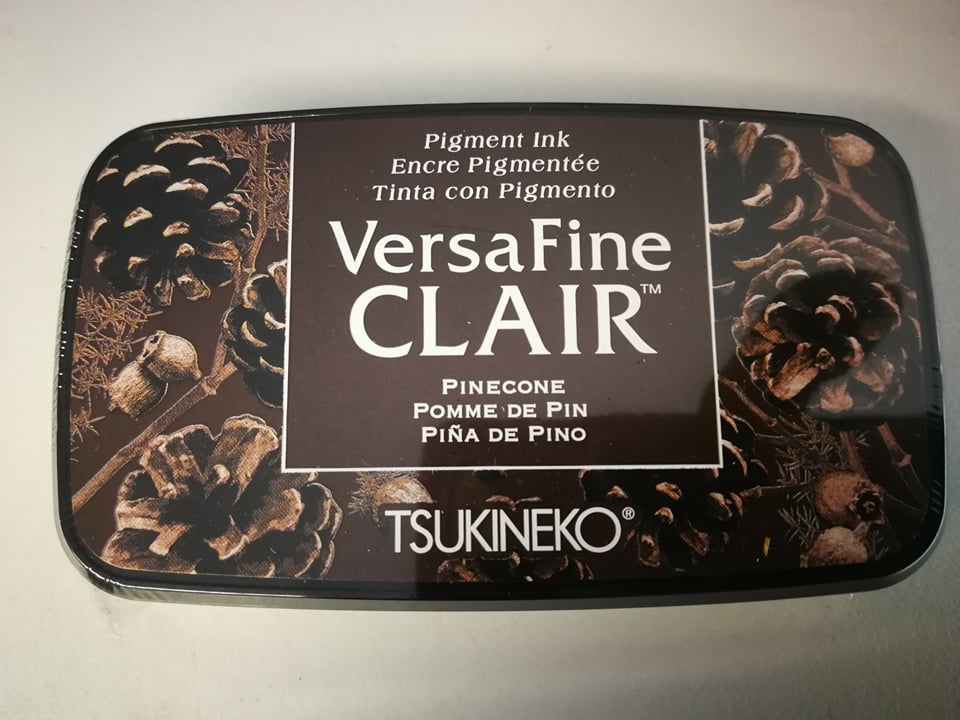 Pigment Ink
Encre Pigmentée
Tinta con Pigmento
VersaFine
CLAIR™
PINECONE
POMME DE PIN
PIÑA DE PINO
TSUKINEKO®